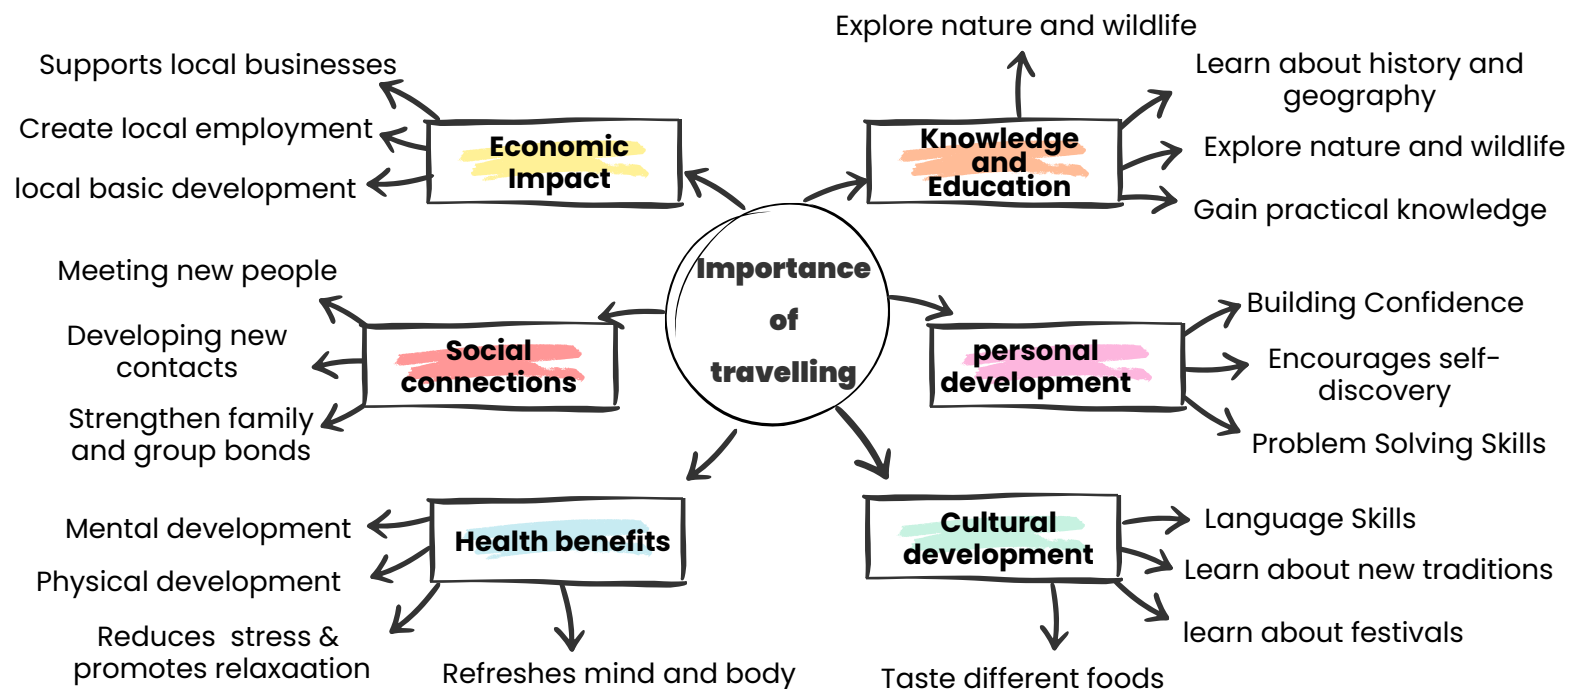 Importance
of
travelling
Economic
Impact
Supports local businesses
Create local employment
local basic development
Knowledge
and
Education
Explore nature and wildlife
Learn about history and
geography
Explore nature and wildlife
Gain practical knowledge
Social
connections
Meeting new people
Developing new
contacts
Strengthen family
and group bonds
personal
development
Building Confidence
Encourages self-
discovery
Problem Solving Skills
Health benefits
Mental development
Physical development
Reduces  stress &
promotes relaxaation
Refreshes mind and body
Cultural
development
Language Skills
Learn about new traditions
learn about festivals
Taste different foods